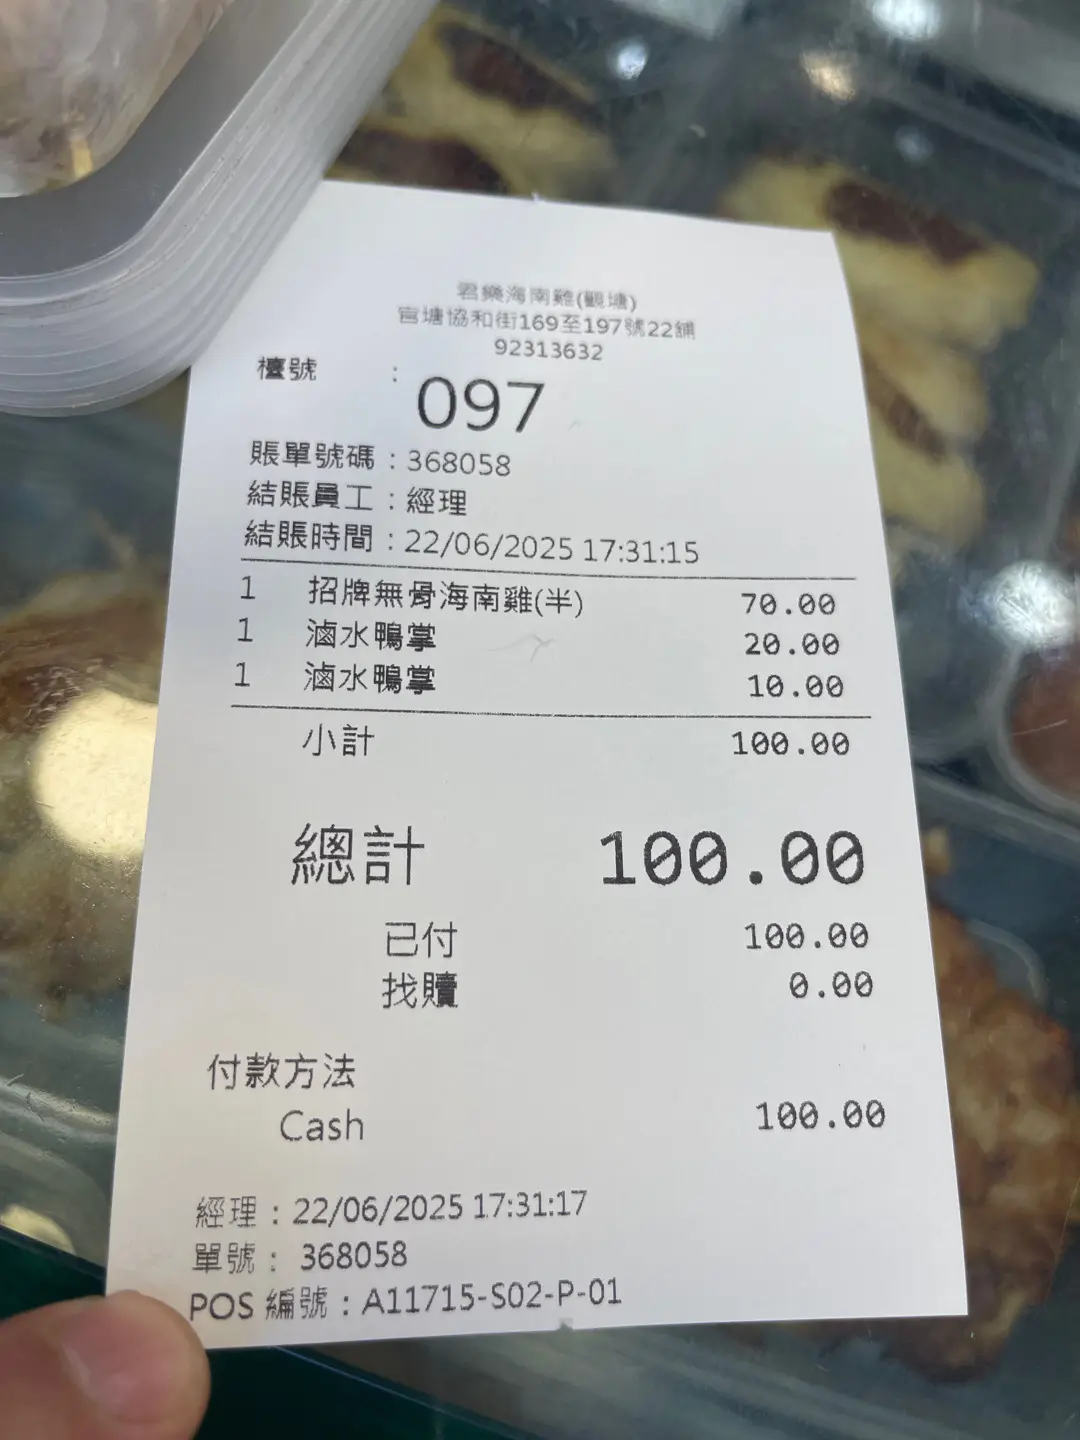 君樂海南雞(觀塘)
官塘協和街169至197號22舖
92313632
檯號 : 097
賬單號碼 : 368058
結賬員工 : 經理
結賬時間 : 22/06/2025 17:31:15
1 招牌無骨海南雞(半) 70.00
1 滷水鴨掌 20.00
1 滷水鴨掌 10.00
小計 100.00
總計 100.00
已付 100.00
找贖 0.00
付款方法
Cash 100.00
經理 : 22/06/2025 17:31:17
單號 : 368058
POS 編號 : A11715-S02-P-01